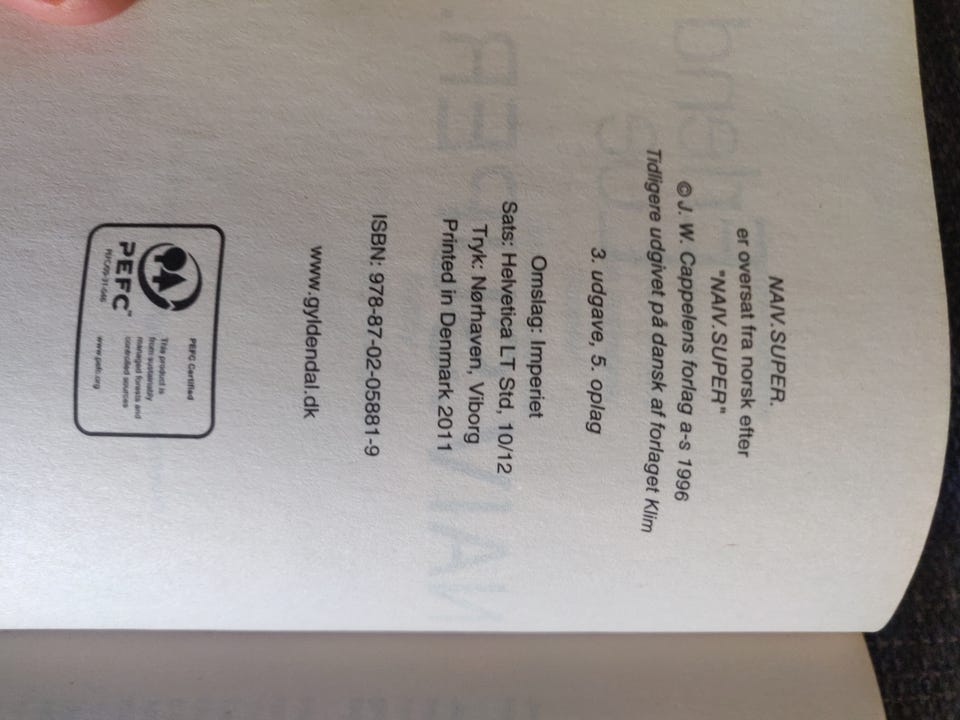 NAIV.SUPER.
er oversat fra norsk efter
"NAIV.SUPER"
© J. W. Cappelens forlag a-s 1996
Tidligere udgivet på dansk af forlaget Klim
3. udgave, 5. oplag
Omslag: Imperiet
Sats: Helvetica LT Std, 10/12
Tryk: Nørhaven, Viborg
Printed in Denmark 2011
ISBN: 978-87-02-05881-9
www.gyldendal.dk
PEFC™
PEFC Certified
This product is
from sustainably
managed forests and
controlled sources
www.pefc.org